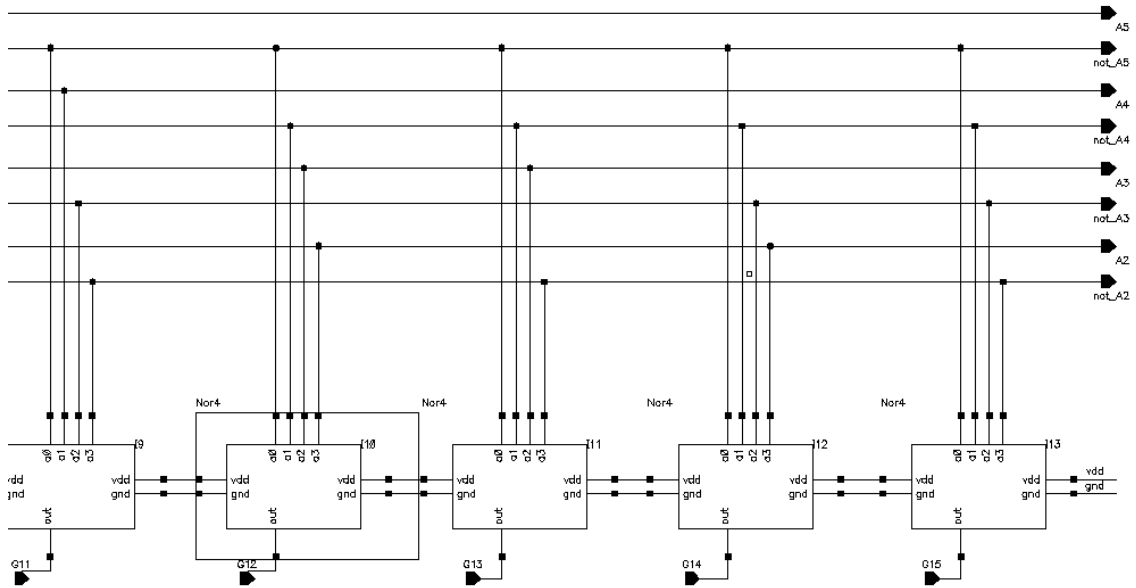 A5
not_A5
A4
not_A4
A3
not_A3
A2
not_A2
Nor4 Nor4 Nor4 Nor4
I9 I10 I11 I12 I13
a0 a1 a2 a3 a0 a1 a2 a3 a0 a1 a2 a3 a0 a1 a2 a3 a0 a1 a2 a3
vdd vdd vdd vdd vdd vdd vdd vdd vdd vdd vdd
gnd gnd gnd gnd gnd gnd gnd gnd gnd gnd gnd
out out out out out
G11 G12 G13 G14 G15